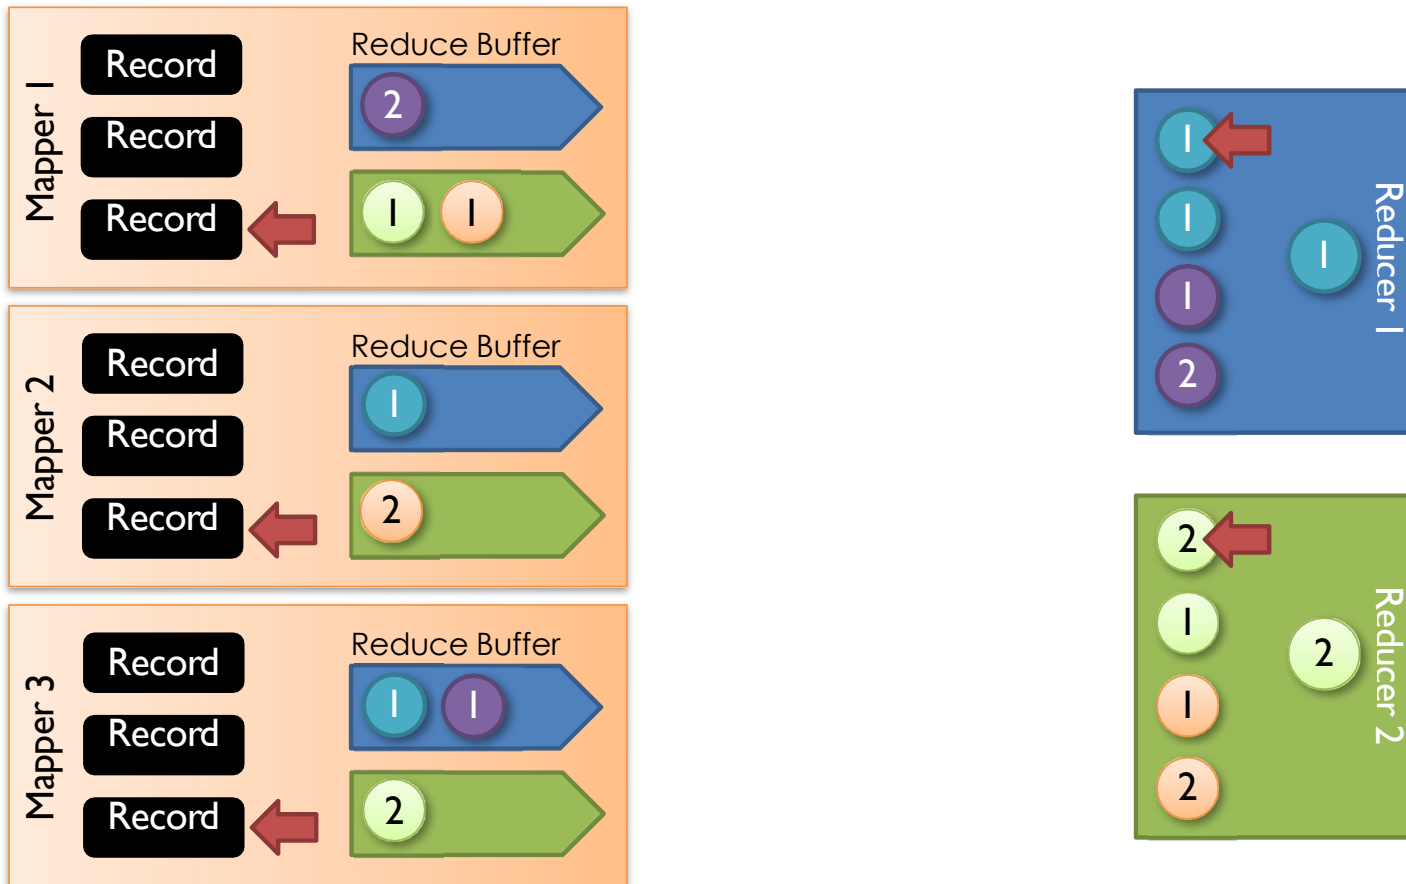 Mapper 1
Record
Record
Record
Reduce Buffer
2
1 1
Mapper 2
Record
Record
Record
Reduce Buffer
1
2
Mapper 3
Record
Record
Record
Reduce Buffer
1 1
2
Reducer 1
1
1
1
2
1
Reducer 2
2
1
1
2
2